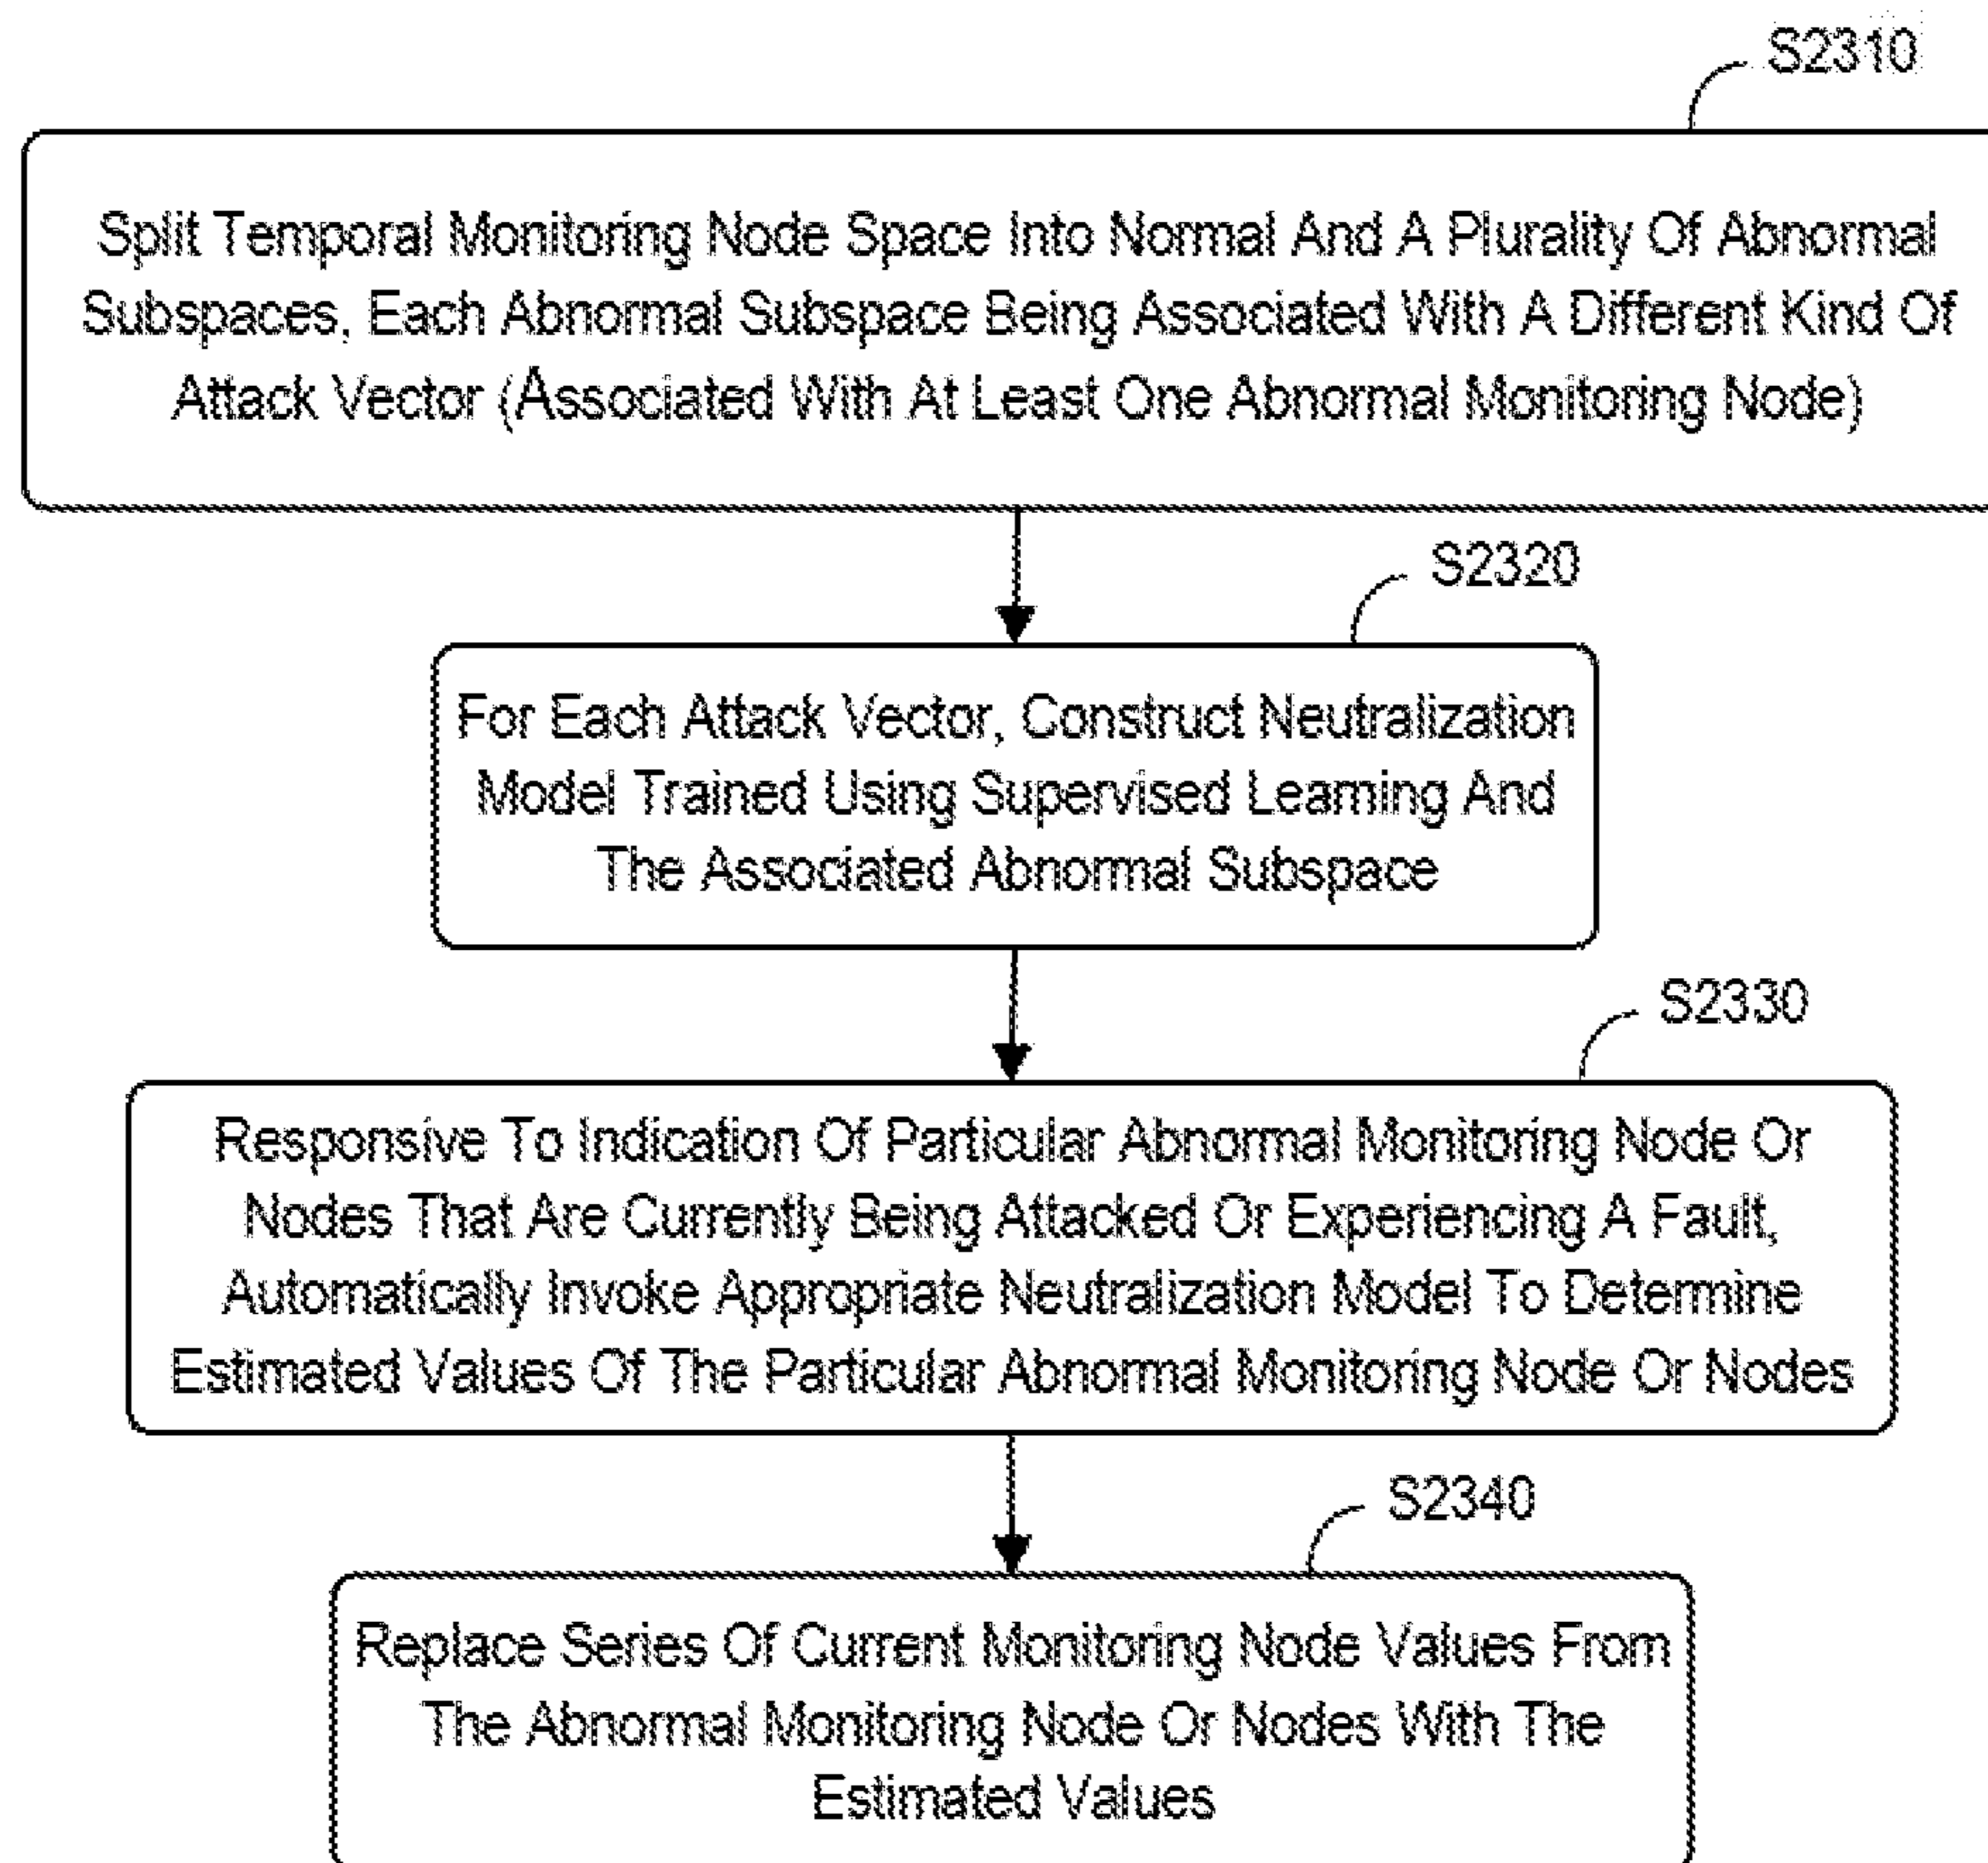 S2310
Split Temporal Monitoring Node Space Into Normal And A Plurality Of Abnormal
Subspaces, Each Abnormal Subspace Being Associated With A Different Kind Of
Attack Vector (Associated With At Least One Abnormal Monitoring Node)
S2320
For Each Attack Vector, Construct Neutralization
Model Trained Using Supervised Learning And
The Associated Abnormal Subspace
S2330
Responsive To Indication Of Particular Abnormal Monitoring Node Or
Nodes That Are Currently Being Attacked Or Experiencing A Fault,
Automatically Invoke Appropriate Neutralization Model To Determine
Estimated Values Of The Particular Abnormal Monitoring Node Or Nodes
S2340
Replace Series Of Current Monitoring Node Values From
The Abnormal Monitoring Node Or Nodes With The
Estimated Values